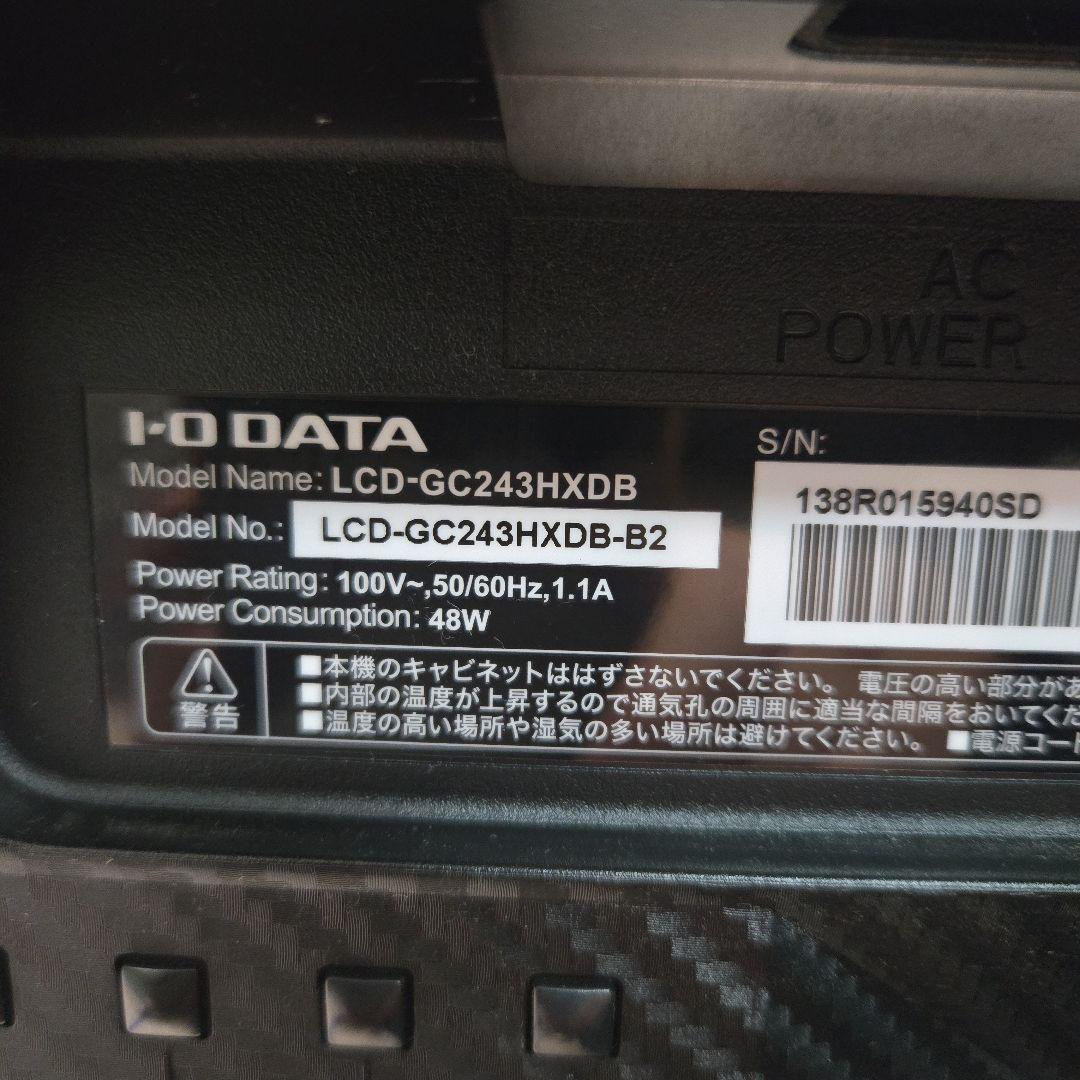 AC
POWER
I-O DATA
Model Name: LCD-GC243HXDB
Model No.: LCD-GC243HXDB-B2
Power Rating: 100V~,50/60Hz,1.1A
Power Consumption: 48W
S/N:
138R015940SD
警告
■本機のキャビネットははずさないでください。 電圧の高い部分があ
■内部の温度が上昇するので通気孔の周囲に適当な間隔をおいてくだ
■温度の高い場所や湿気の多い場所は避けてください。 ■電源コート